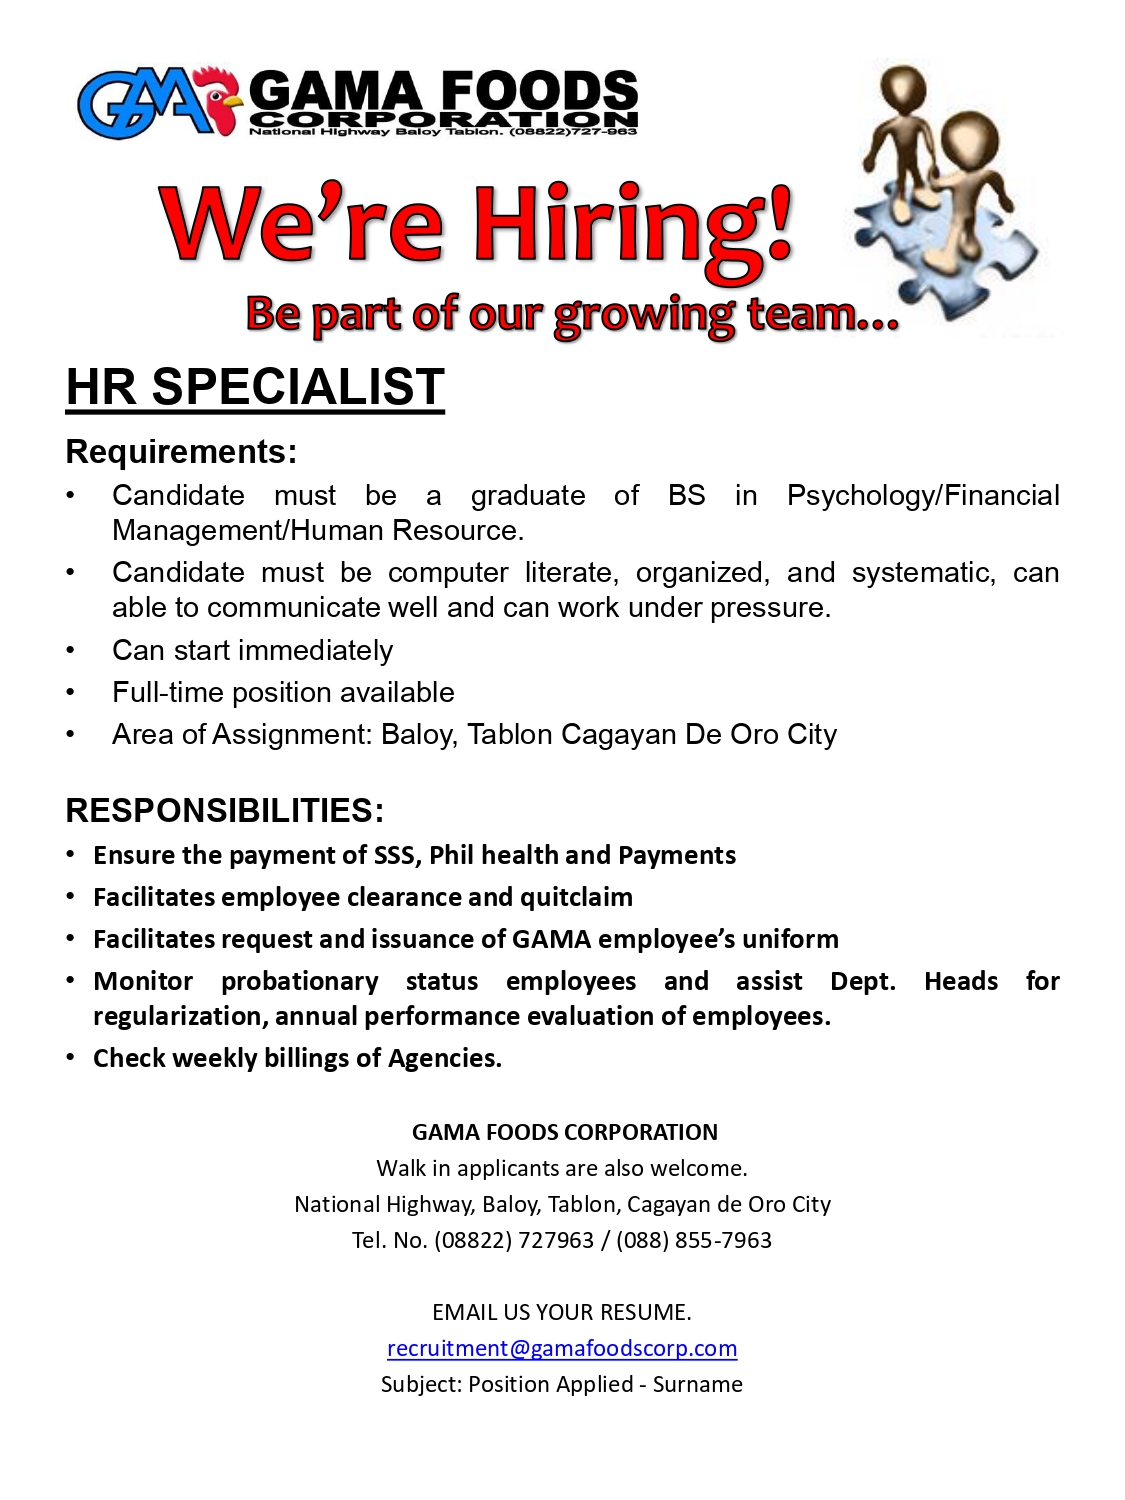 GMA GAMA FOODS
CORPORATION
National Highway Baloy Tablon. (08822)727-963
We’re Hiring!
Be part of our growing team...
HR SPECIALIST
Requirements:
• Candidate must be a graduate of BS in Psychology/Financial
Management/Human Resource.
• Candidate must be computer literate, organized, and systematic, can
able to communicate well and can work under pressure.
• Can start immediately
• Full-time position available
• Area of Assignment: Baloy, Tablon Cagayan De Oro City
RESPONSIBILITIES:
• Ensure the payment of SSS, Phil health and Payments
• Facilitates employee clearance and quitclaim
• Facilitates request and issuance of GAMA employee’s uniform
• Monitor probationary status employees and assist Dept. Heads for
regularization, annual performance evaluation of employees.
• Check weekly billings of Agencies.
GAMA FOODS CORPORATION
Walk in applicants are also welcome.
National Highway, Baloy, Tablon, Cagayan de Oro City
Tel. No. (08822) 727963 / (088) 855-7963
EMAIL US YOUR RESUME.
recruitment@gamafoodscorp.com
Subject: Position Applied - Surname